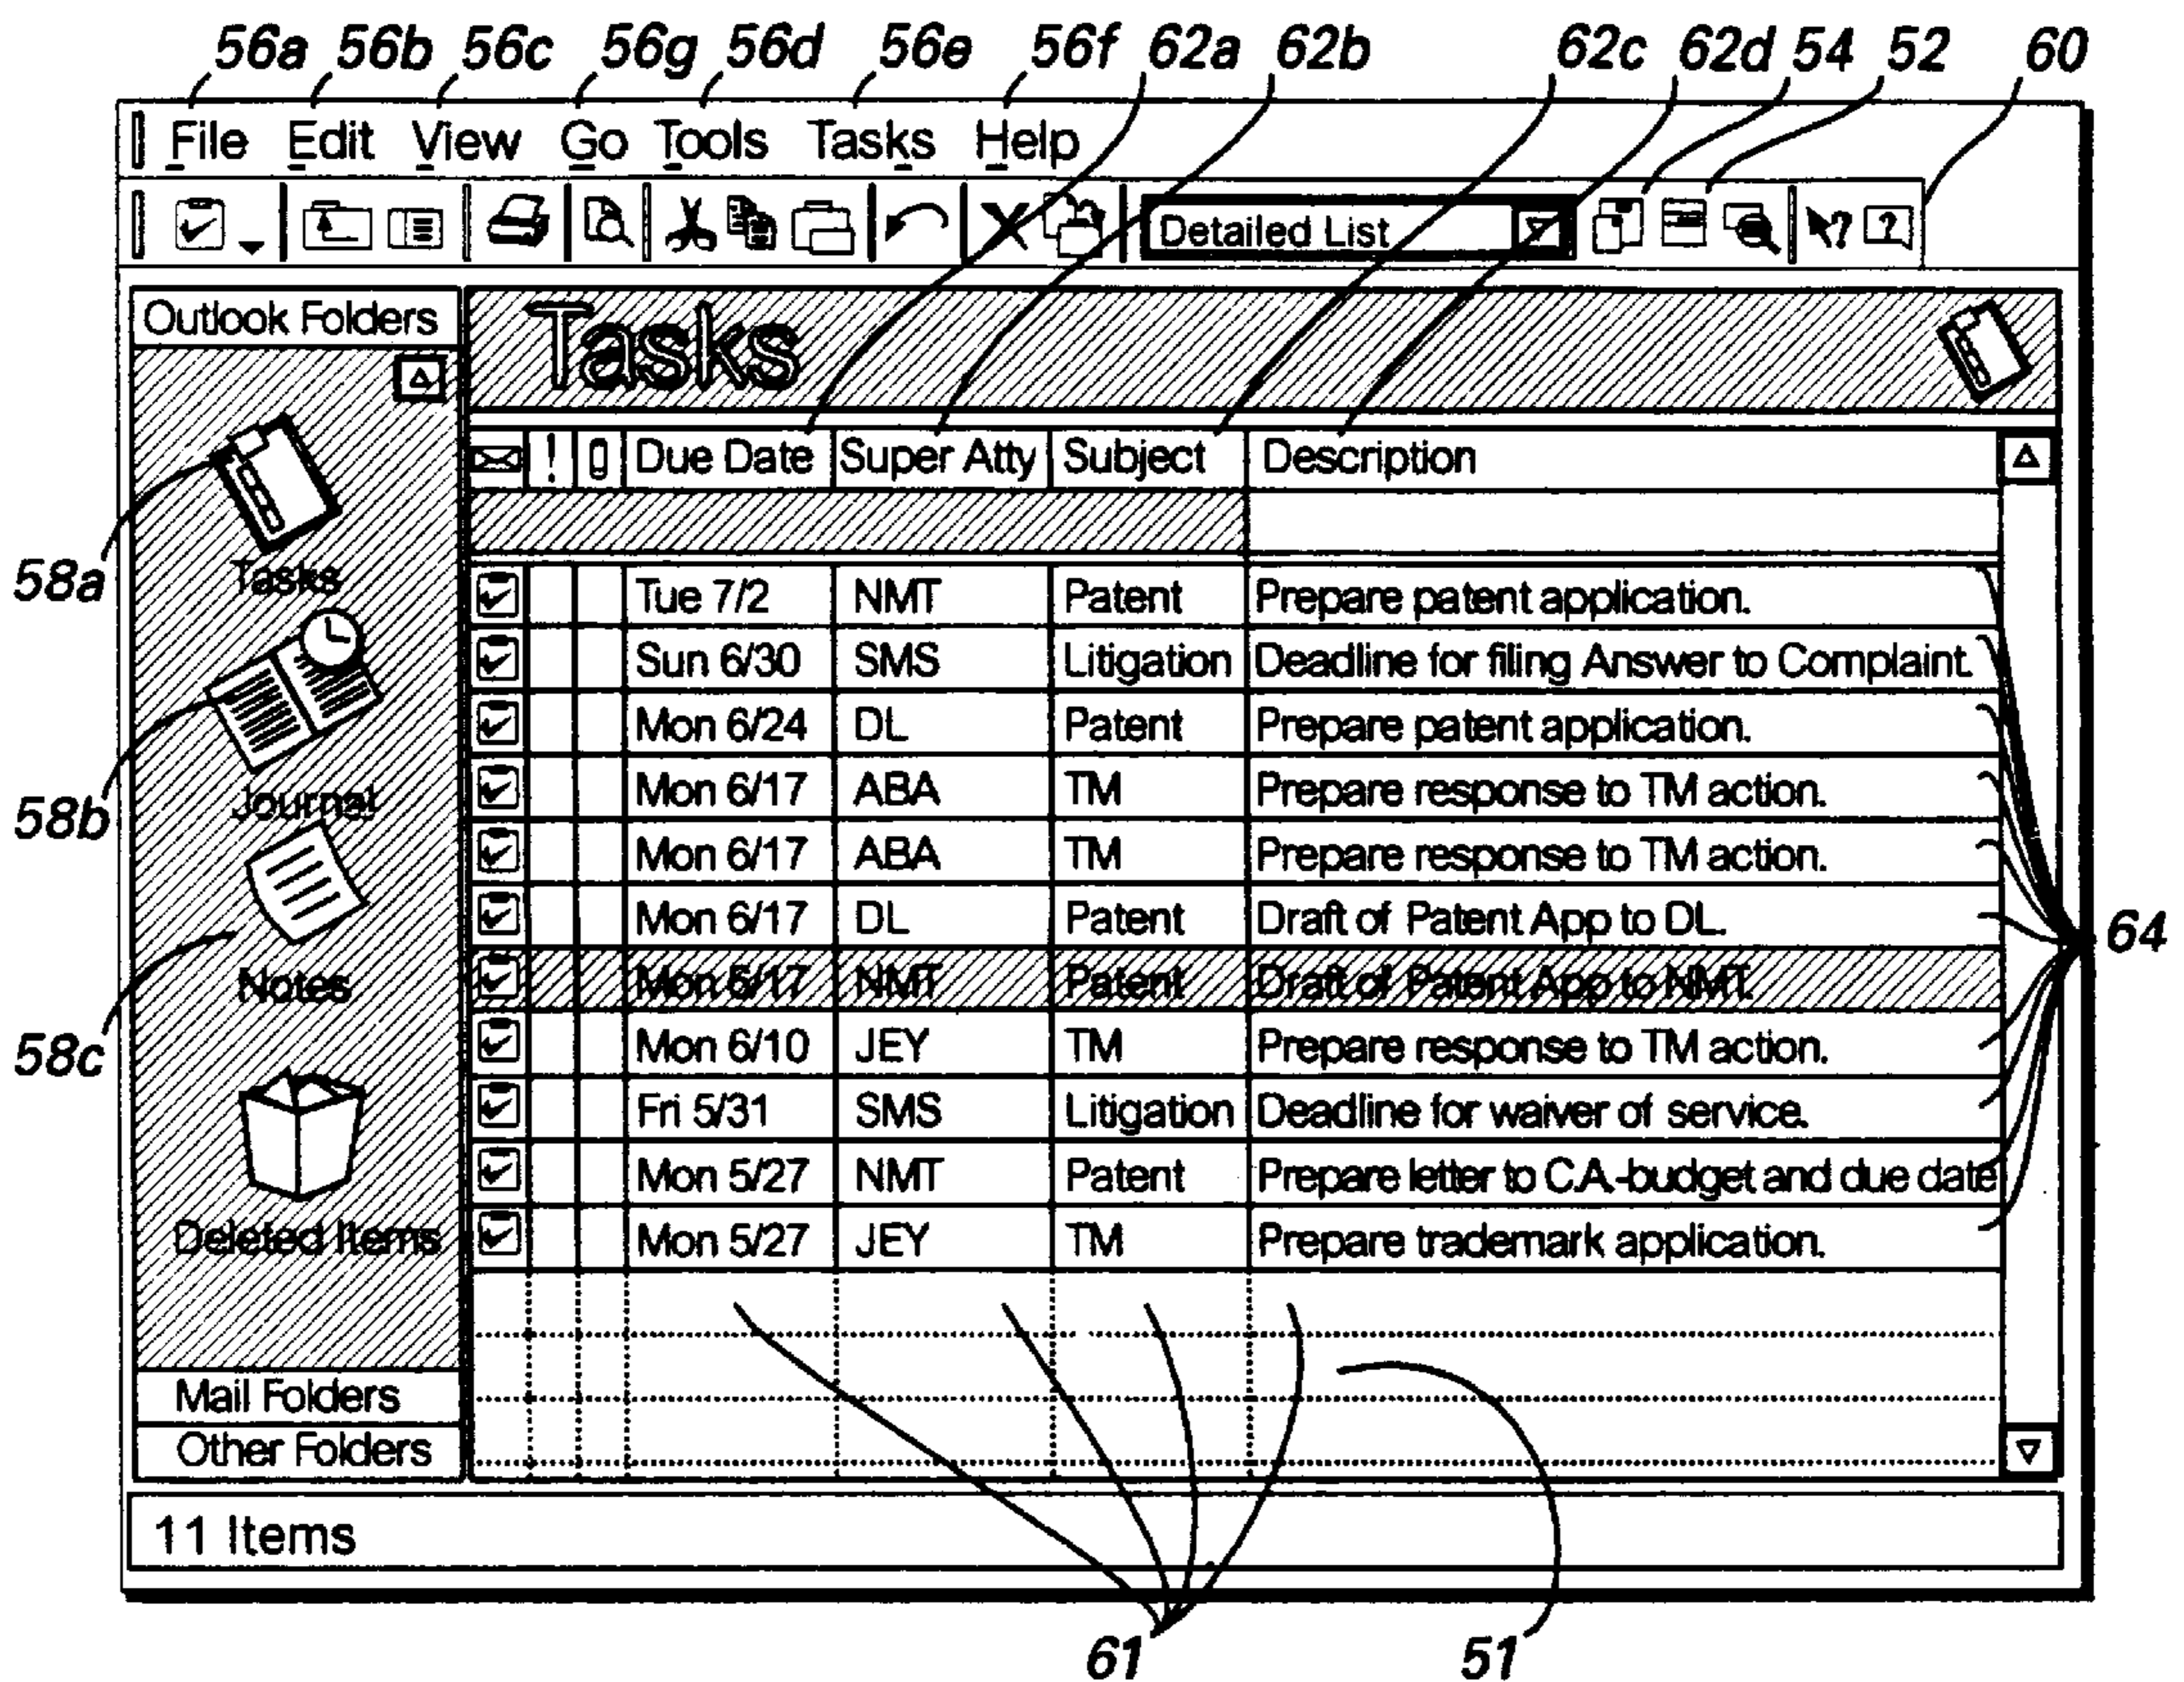 56a 56b 56c 56g 56d 56e 56f 62a 62b 62c 62d 54 52 60
File Edit View Go Tools Tasks Help
Detailed List
Outlook Folders
Tasks
! Due Date Super Atty Subject Description
58a
Tasks
58b
Journal
58c
Notes
Deleted Items
Tue 7/2 NMT Patent Prepare patent application.
Sun 6/30 SMS Litigation Deadline for filing Answer to Complaint.
Mon 6/24 DL Patent Prepare patent application.
Mon 6/17 ABA TM Prepare response to TM action.
Mon 6/17 ABA TM Prepare response to TM action.
Mon 6/17 DL Patent Draft of Patent App to DL.
Mon 6/17 NMT Patent Draft of Patent App to NMT.
Mon 6/10 JEY TM Prepare response to TM action.
Fri 5/31 SMS Litigation Deadline for waiver of service.
Mon 5/27 NMT Patent Prepare letter to C.A.-budget and due date
Mon 5/27 JEY TM Prepare trademark application.
64
Mail Folders
Other Folders
11 Items
61 51